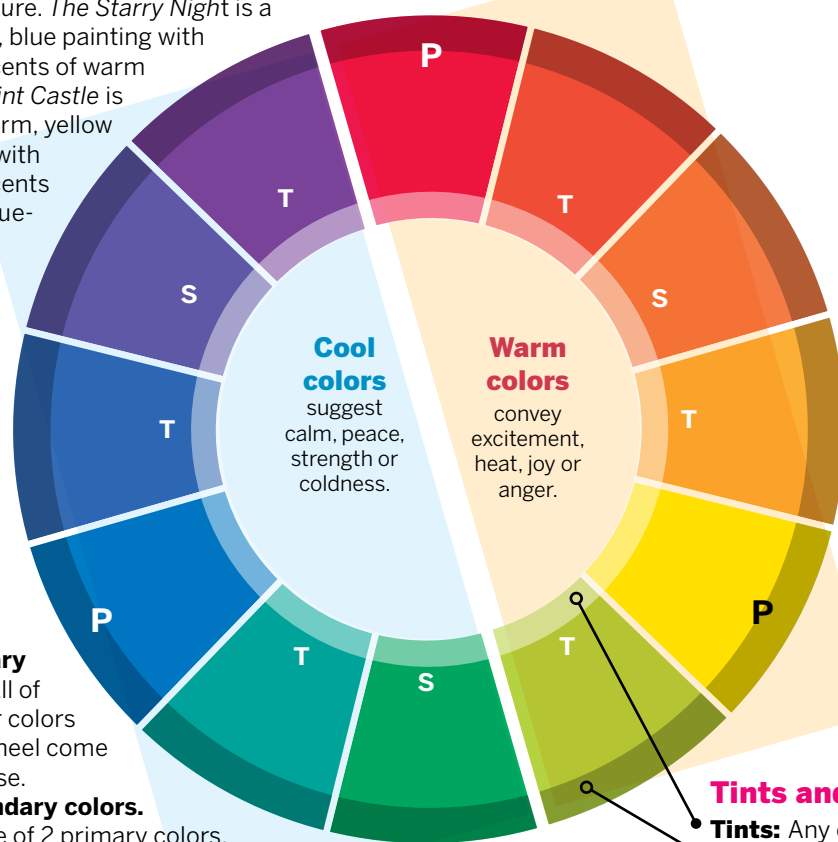 ure. The Starry Night is a
, blue painting with
cents of warm
int Castle is
rm, yellow
with
cents
ue-
P
T
S
T
P
T
S
T
P
T
S
T
Cool
colors
suggest
calm, peace,
strength or
coldness.
Warm
colors
convey
excitement,
heat, joy or
anger.
ary
ll of
r colors
heel come
se.
ndary colors.
e of 2 primary colors.
Tints and
Tints: Any